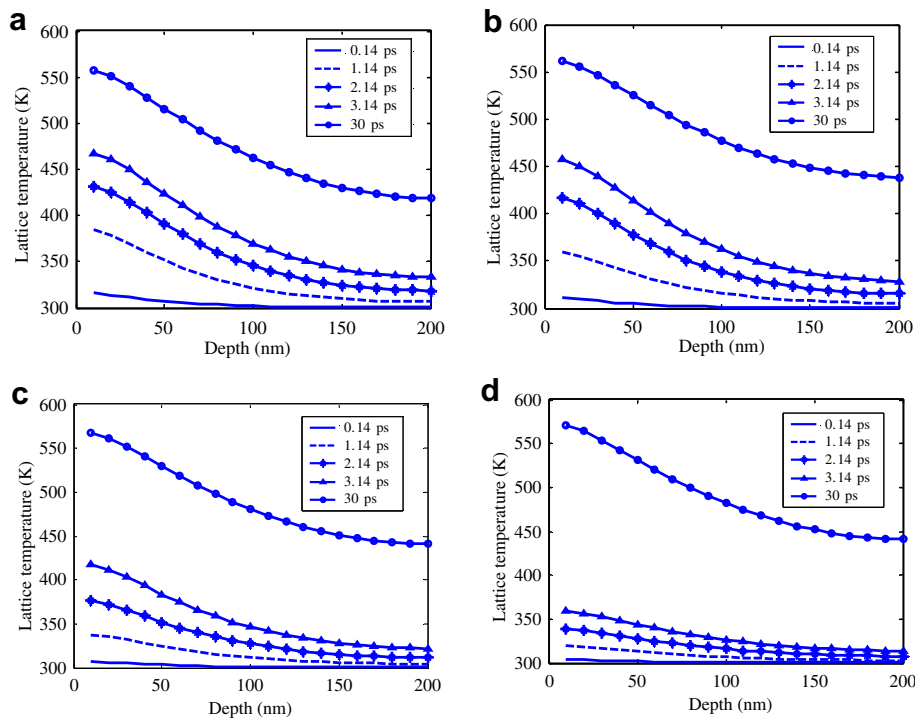 a
600
550
500
450
400
350
300
0
50
100
150
200
Lattice temperature (K)
Depth (nm)
0.14 ps
1.14 ps
2.14 ps
3.14 ps
30 ps
b
600
550
500
450
400
350
300
0
50
100
150
200
Lattice temperature (K)
Depth (nm)
0.14 ps
1.14 ps
2.14 ps
3.14 ps
30 ps
c
600
550
500
450
400
350
300
0
50
100
150
200
Lattice temperature (K)
Depth (nm)
0.14 ps
1.14 ps
2.14 ps
3.14 ps
30 ps
d
600
550
500
450
400
350
300
0
50
100
150
200
Lattice temperature (K)
Depth (nm)
0.14 ps
1.14 ps
2.14 ps
3.14 ps
30 ps